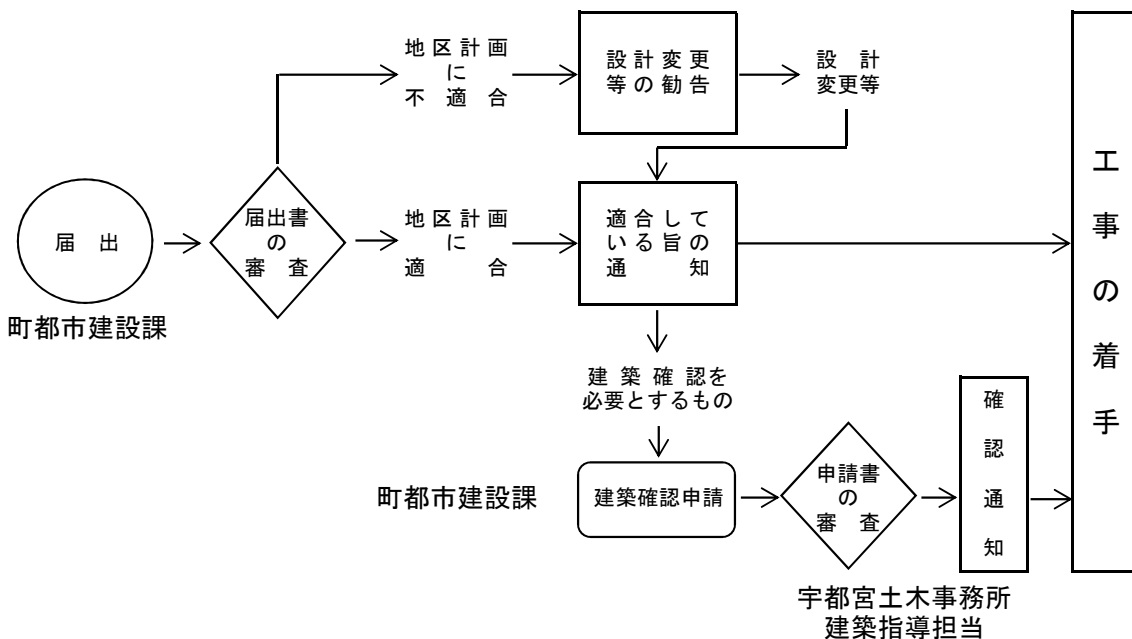 地区計画
に
不適合
設計変更
等の勧告
設計
変更等
届出
町都市建設課
届出書
の
審査
地区計画
に
適合
適合して
いる旨の
通知
工事の着手
建築確認を
必要とするもの
町都市建設課
建築確認申請
申請書
の
審査
確認通知
宇都宮土木事務所
建築指導担当